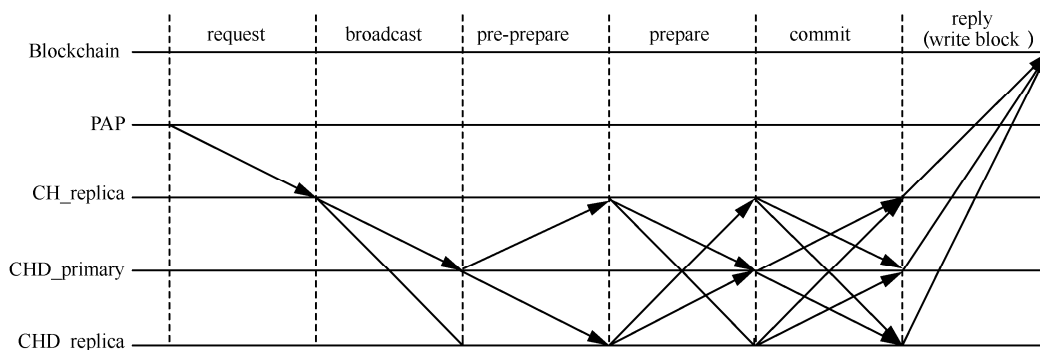 reply
request broadcast pre-prepare prepare commit (write block )
Blockchain
PAP
CH_replica
CHD_primary
CHD_replica